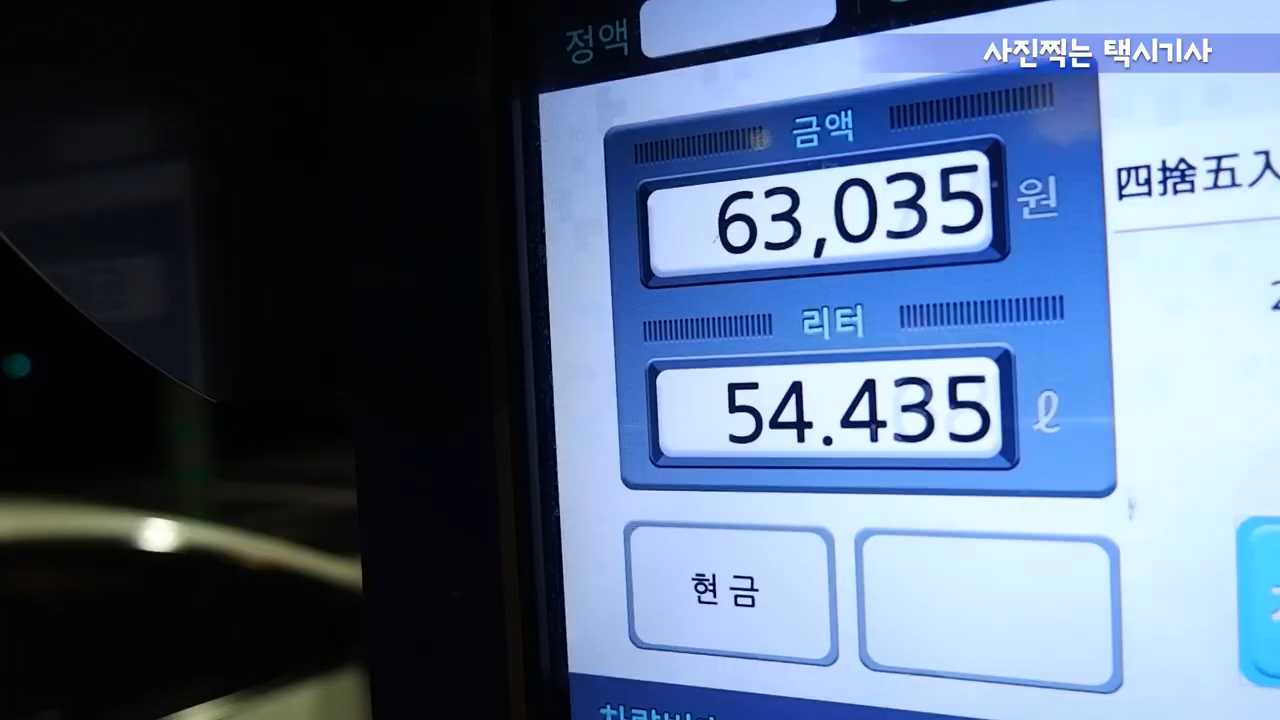 정액
사진찍는 택시기사
금액
63,035 원
四捨五入
리터
54.435 ℓ
현금